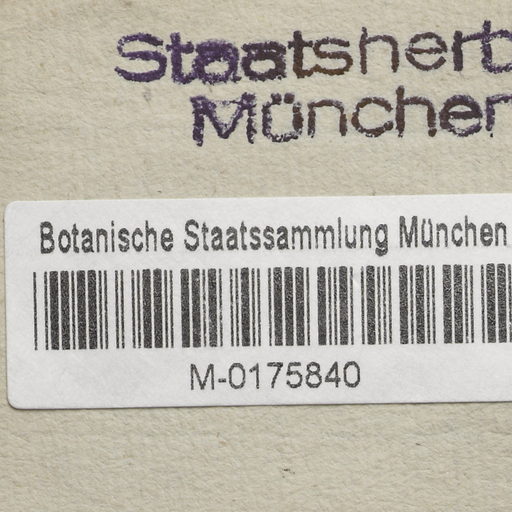 Staatsherb
München
Botanische Staatssammlung München
M-0175840